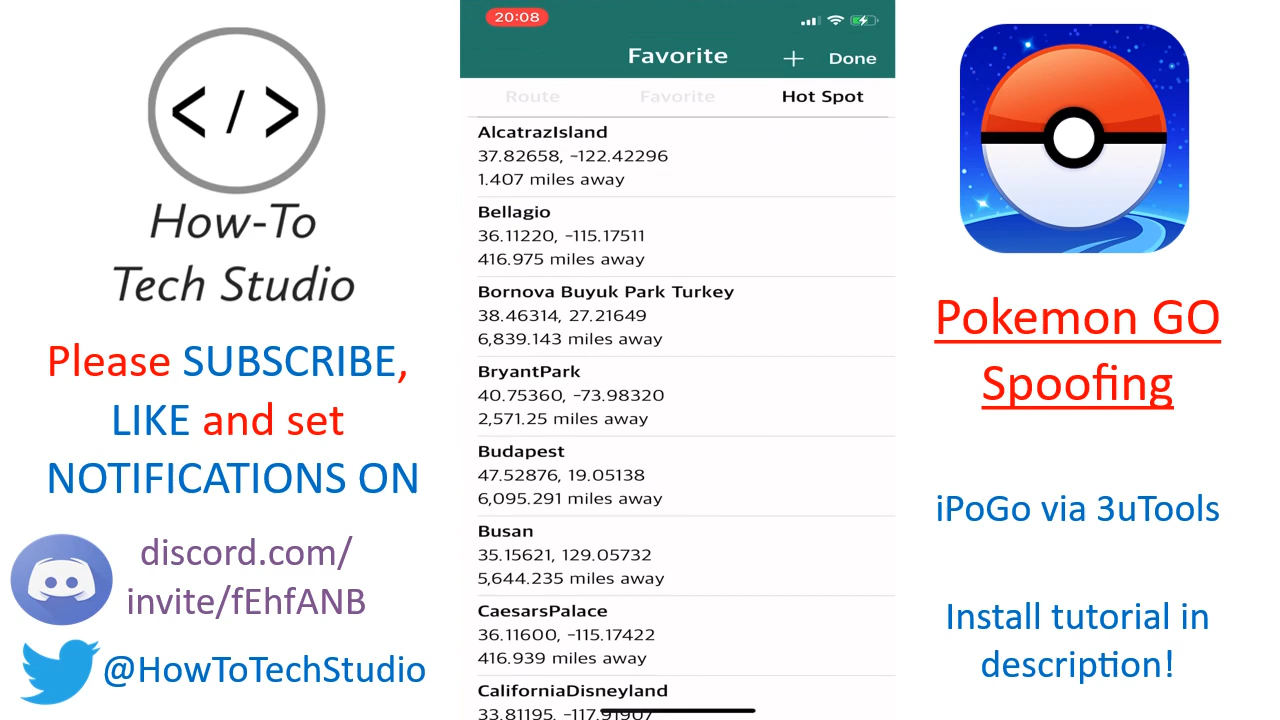 </>
How-To
Tech Studio
Please SUBSCRIBE,
LIKE and set
NOTIFICATIONS ON
discord.com/
invite/fEhfANB
@HowToTechStudio
20:08
Favorite
+ Done
Route Favorite Hot Spot
AlcatrazIsland
37.82658, -122.42296
1.407 miles away
Bellagio
36.11220, -115.17511
416.975 miles away
Bornova Buyuk Park Turkey
38.46314, 27.21649
6,839.143 miles away
BryantPark
40.75360, -73.98320
2,571.25 miles away
Budapest
47.52876, 19.05138
6,095.291 miles away
Busan
35.15621, 129.05732
5,644.235 miles away
CaesarsPalace
36.11600, -115.17422
416.939 miles away
CaliforniaDisneyland
33.81195, -117.91907
Pokemon GO
Spoofing
iPoGo via 3uTools
Install tutorial in
description!